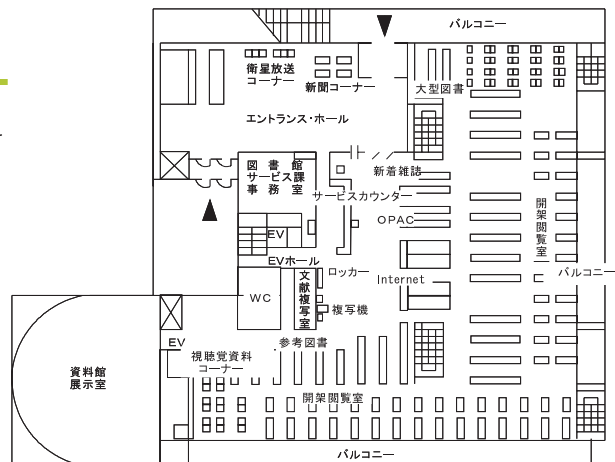 バルコニー
衛星放送
コーナー
新聞コーナー
大型図書
エントランス・ホール
図書館
サービス課
事務室
新着雑誌
サービスカウンター
OPAC
開架閲覧室
EV
EVホール
ロッカー
Internet
バルコニー
WC
文献複写室
複写機
EV
参考図書
視聴覚資料
コーナー
資料館
展示室
開架閲覧室
バルコニー